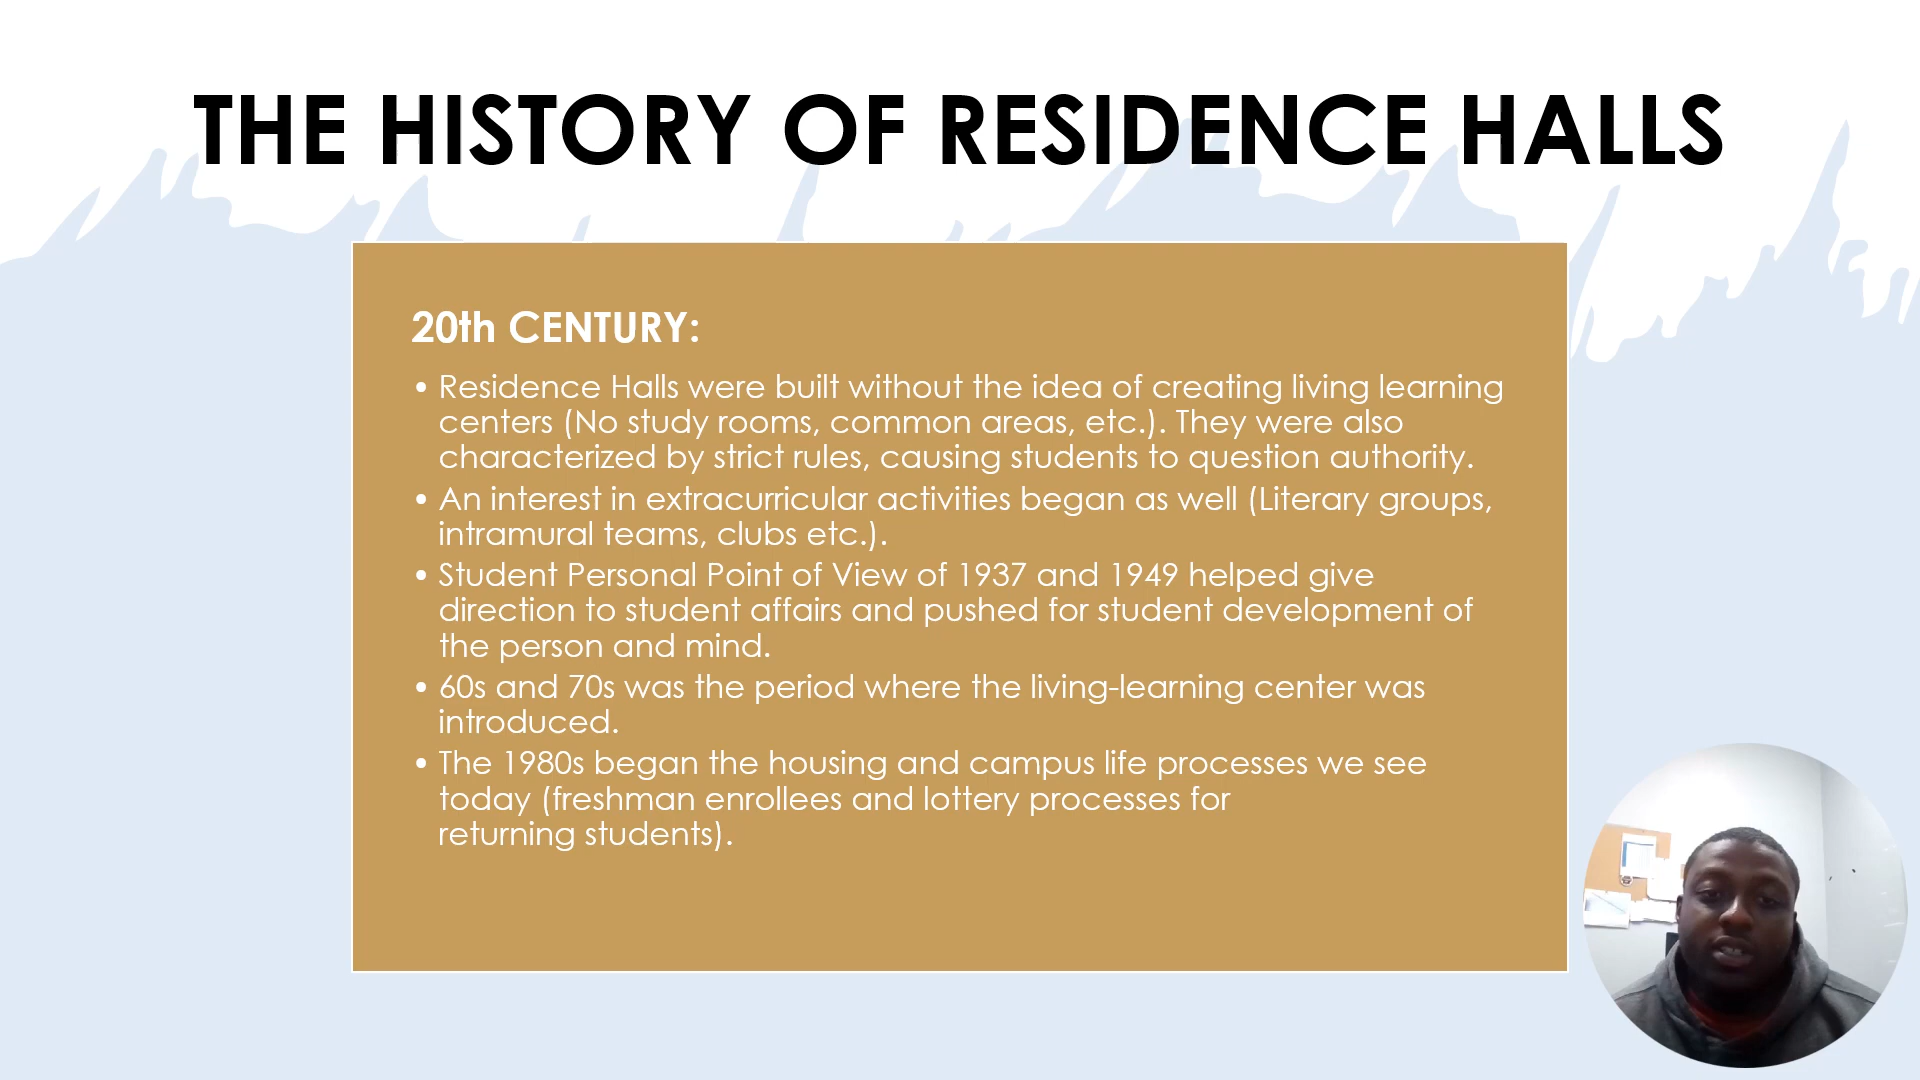 THE HISTORY OF RESIDENCE HALLS
20th CENTURY:
• Residence Halls were built without the idea of creating living learning
centers (No study rooms, common areas, etc.). They were also
characterized by strict rules, causing students to question authority.
• An interest in extracurricular activities began as well (Literary groups,
intramural teams, clubs etc.).
• Student Personal Point of View of 1937 and 1949 helped give
direction to student affairs and pushed for student development of
the person and mind.
• 60s and 70s was the period where the living-learning center was
introduced.
• The 1980s began the housing and campus life processes we see
today (freshman enrollees and lottery processes for
returning students).